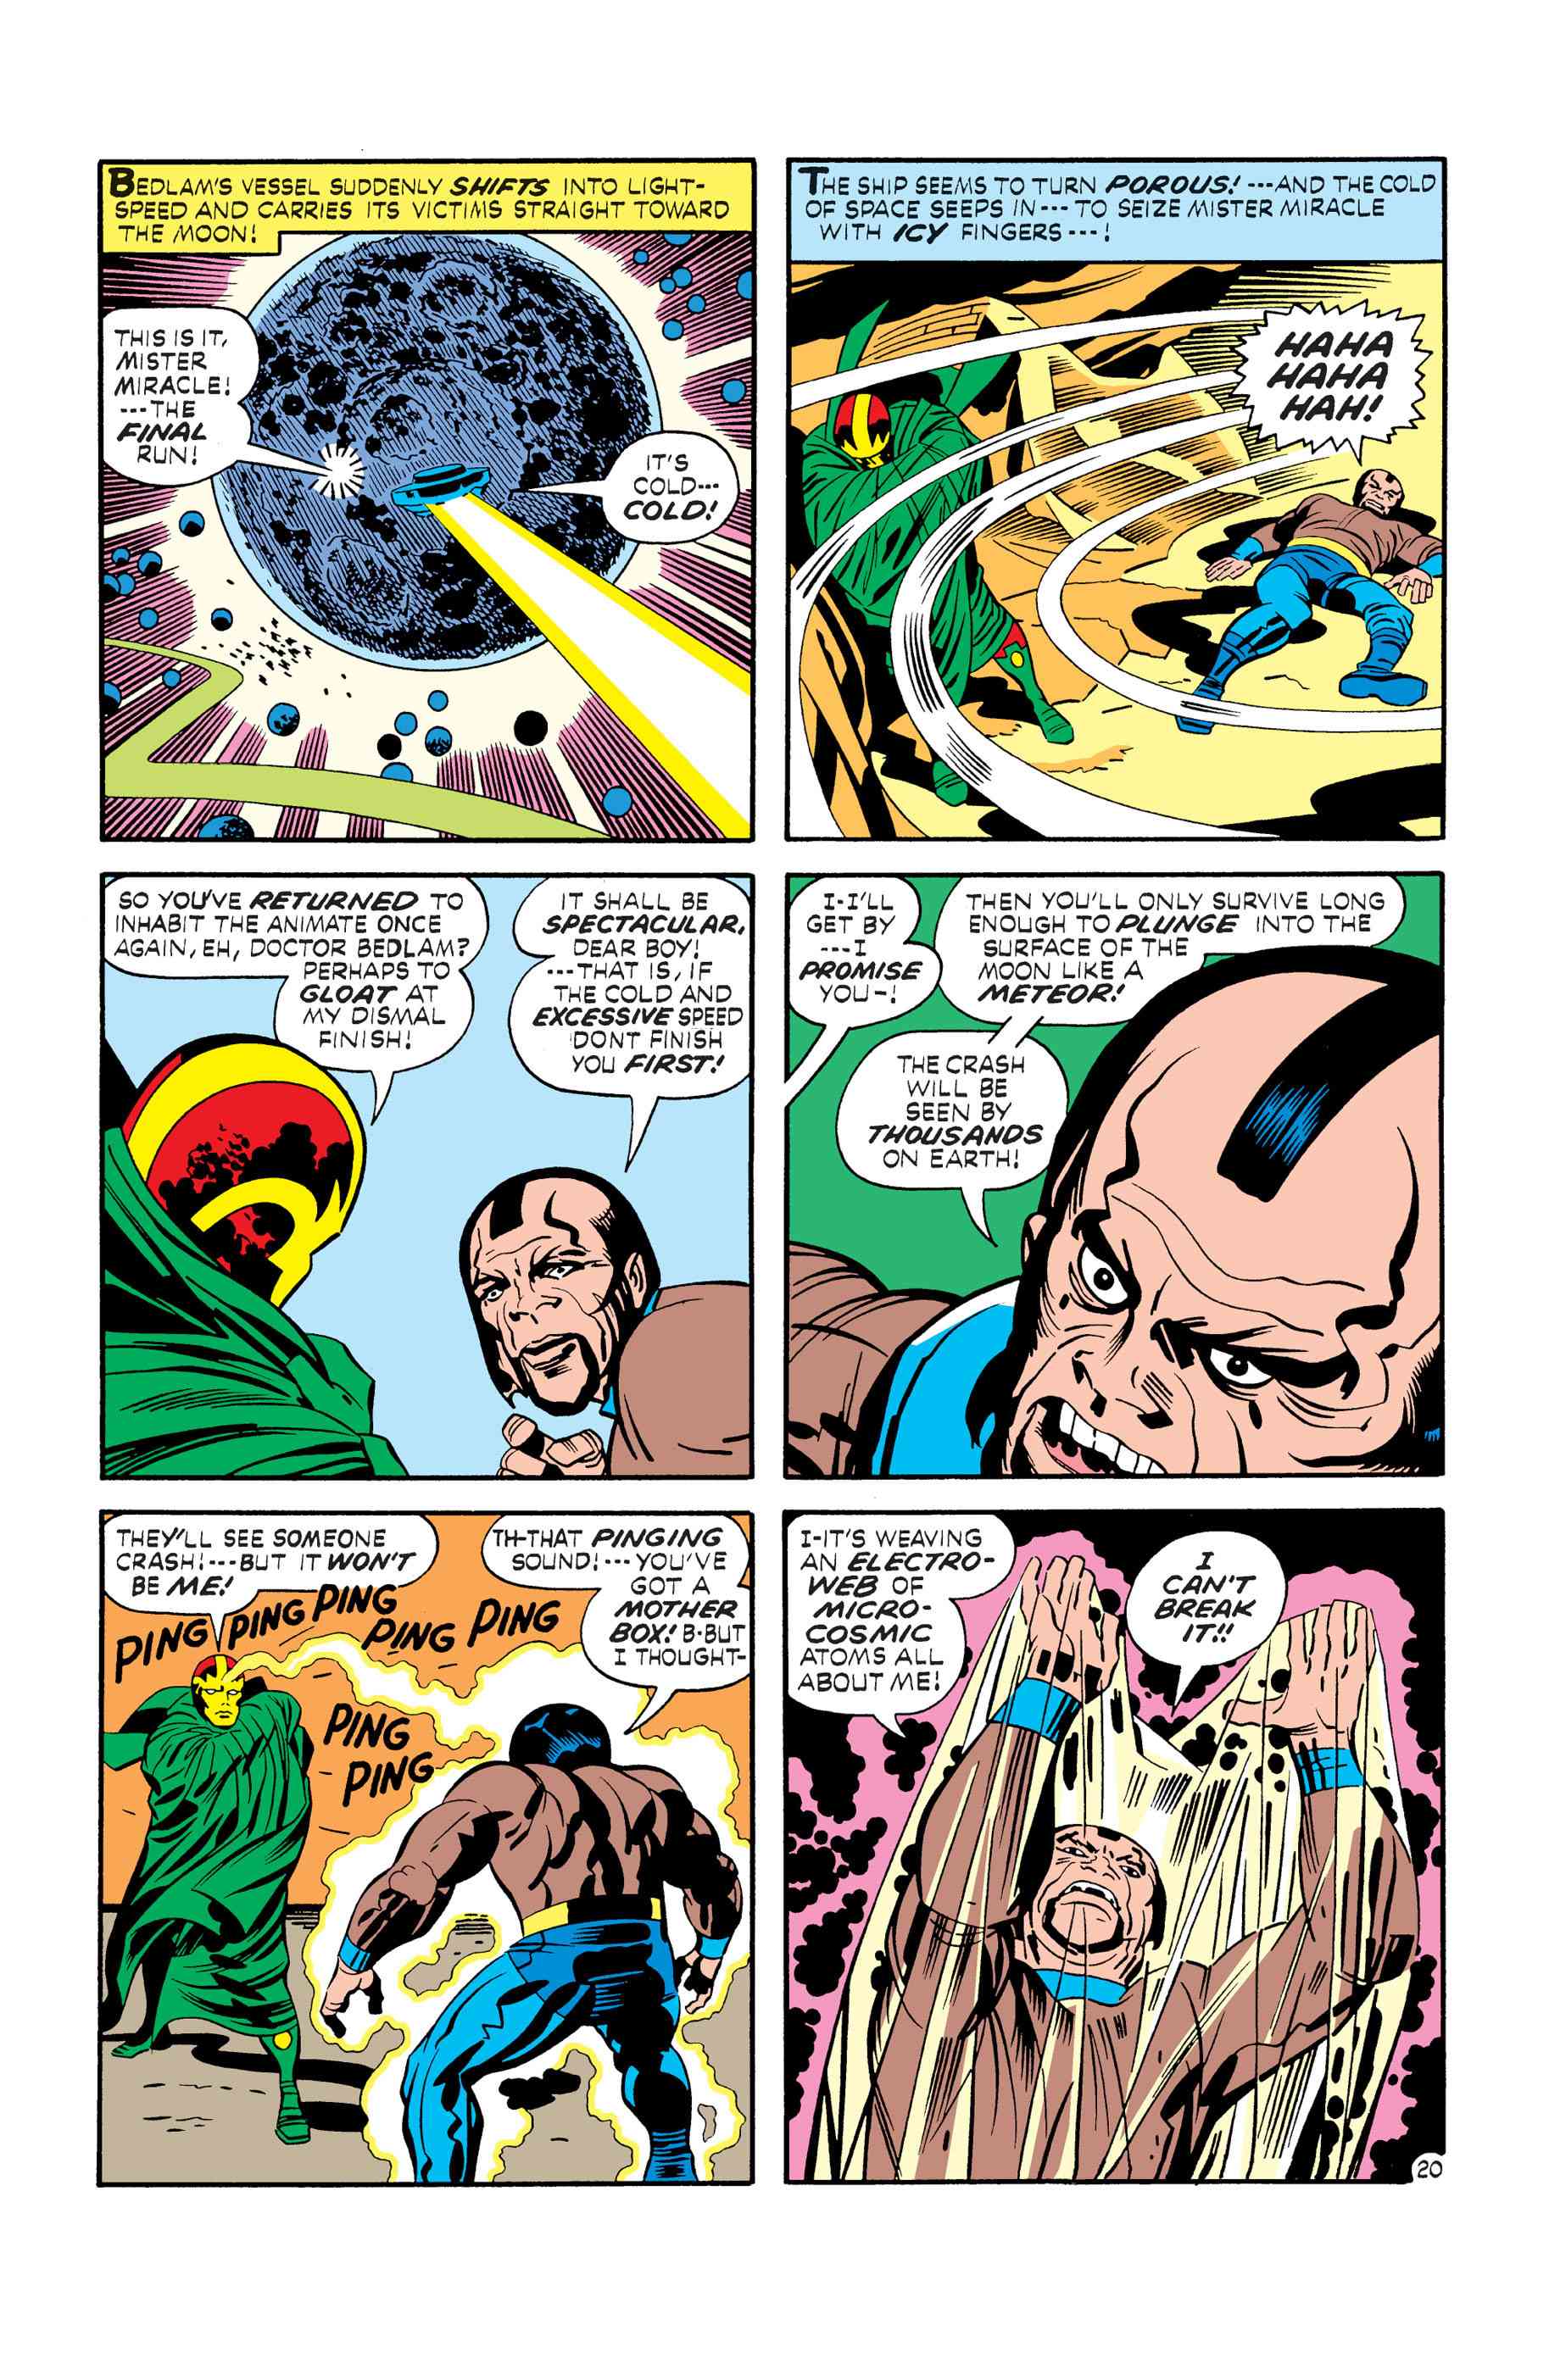 BEDLAM'S VESSEL SUDDENLY SHIFTS INTO LIGHT-
SPEED AND CARRIES ITS VICTIMS STRAIGHT TOWARD
THE MOON!
THIS IS IT,
MISTER
MIRACLE!
---THE
FINAL
RUN!
IT'S
COLD---
COLD!
THE SHIP SEEMS TO TURN POROUS! ---AND THE COLD
OF SPACE SEEPS IN--- TO SEIZE MISTER MIRACLE
WITH ICY FINGERS---!
HAHA
HAHA
HAH!
SO YOU'VE RETURNED TO
INHABIT THE ANIMATE ONCE
AGAIN, EH, DOCTOR BEDLAM?
PERHAPS TO
GLOAT AT
MY DISMAL
FINISH!
IT SHALL BE
SPECTACULAR,
DEAR BOY!
---THAT IS, IF
THE COLD AND
EXCESSIVE SPEED
DONT FINISH
YOU FIRST!
I-I'LL
GET BY
---I
PROMISE
YOU-!
THEN YOU'LL ONLY SURVIVE LONG
ENOUGH TO PLUNGE INTO THE
SURFACE OF THE
MOON LIKE A
METEOR!
THE CRASH
WILL BE
SEEN BY
THOUSANDS
ON EARTH!
THEY'LL SEE SOMEONE
CRASH!---BUT IT WON'T
BE ME!
PING PING PING PING PING
PING
PING
TH-THAT PINGING
SOUND!---YOU'VE
GOT A
MOTHER
BOX! B-BUT
I THOUGHT-
I-IT'S WEAVING
AN ELECTRO-
WEB OF
MICRO-
COSMIC
ATOMS ALL
ABOUT ME!
I
CAN'T
BREAK
IT!!
20